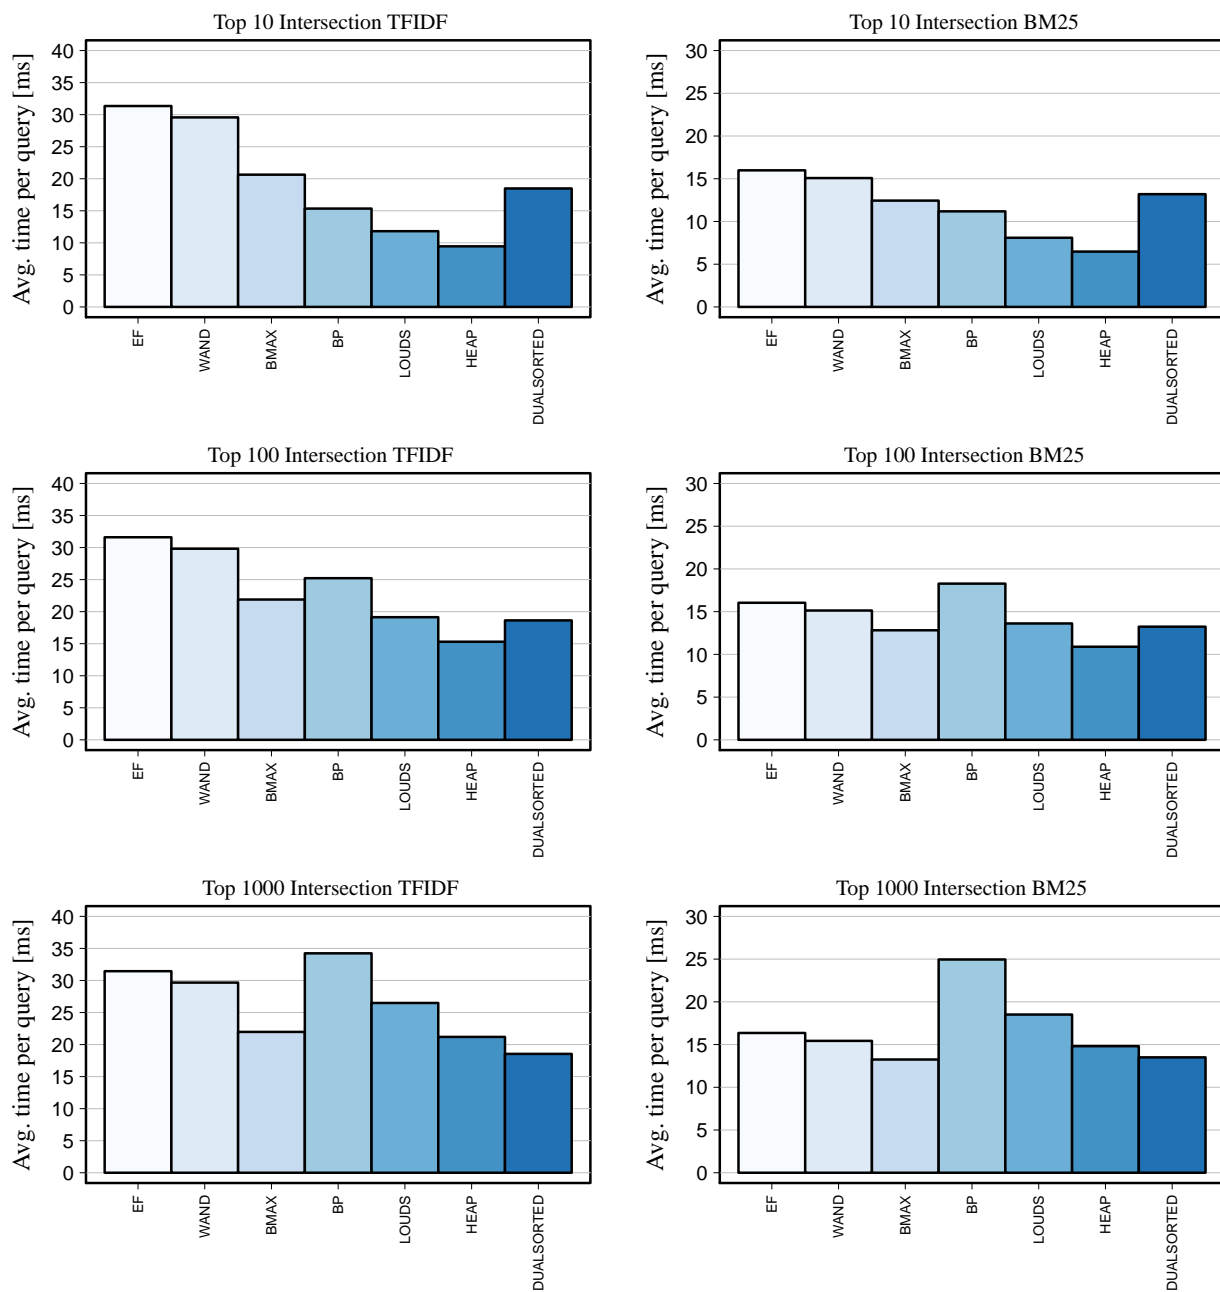 Top 10 Intersection TFIDF
Avg. time per query [ms]
40
35
30
25
20
15
10
5
0
EF
WAND
BMAX
BP
LOUDS
HEAP
DUALSORTED
Top 10 Intersection BM25
Avg. time per query [ms]
30
25
20
15
10
5
0
EF
WAND
BMAX
BP
LOUDS
HEAP
DUALSORTED
Top 100 Intersection TFIDF
Avg. time per query [ms]
40
35
30
25
20
15
10
5
0
EF
WAND
BMAX
BP
LOUDS
HEAP
DUALSORTED
Top 100 Intersection BM25
Avg. time per query [ms]
30
25
20
15
10
5
0
EF
WAND
BMAX
BP
LOUDS
HEAP
DUALSORTED
Top 1000 Intersection TFIDF
Avg. time per query [ms]
40
35
30
25
20
15
10
5
0
EF
WAND
BMAX
BP
LOUDS
HEAP
DUALSORTED
Top 1000 Intersection BM25
Avg. time per query [ms]
30
25
20
15
10
5
0
EF
WAND
BMAX
BP
LOUDS
HEAP
DUALSORTED